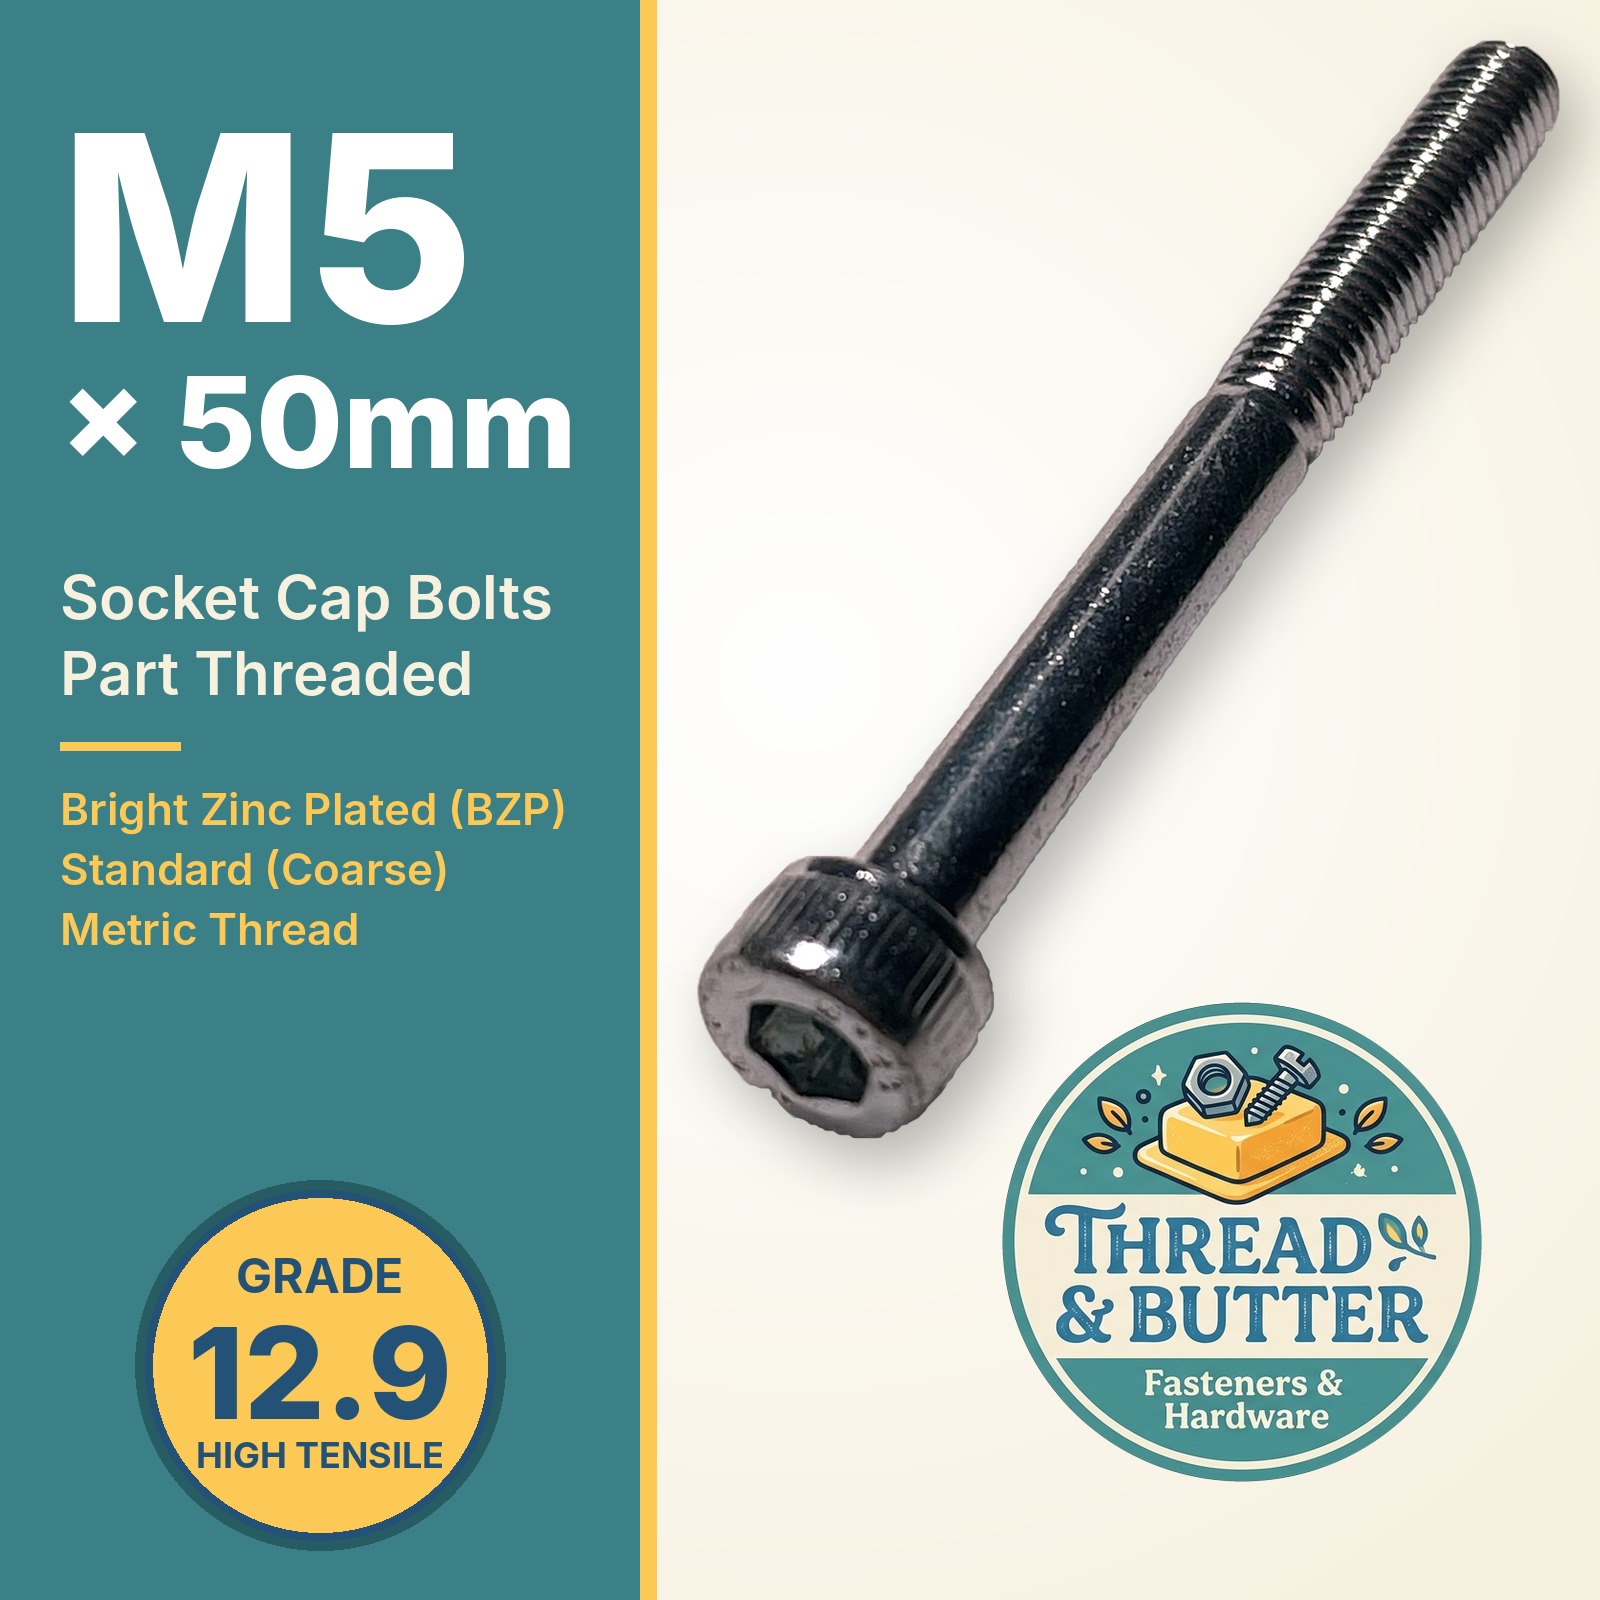 M5
× 50mm
Socket Cap Bolts
Part Threaded
Bright Zinc Plated (BZP)
Standard (Coarse)
Metric Thread
GRADE
12.9
HIGH TENSILE
THREAD
& BUTTER
Fasteners &
Hardware